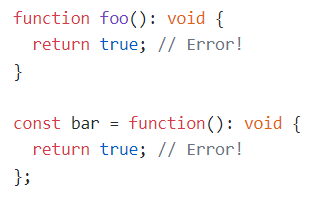 function foo(): void {
  return true; // Error!
}

const bar = function(): void {
  return true; // Error!
};